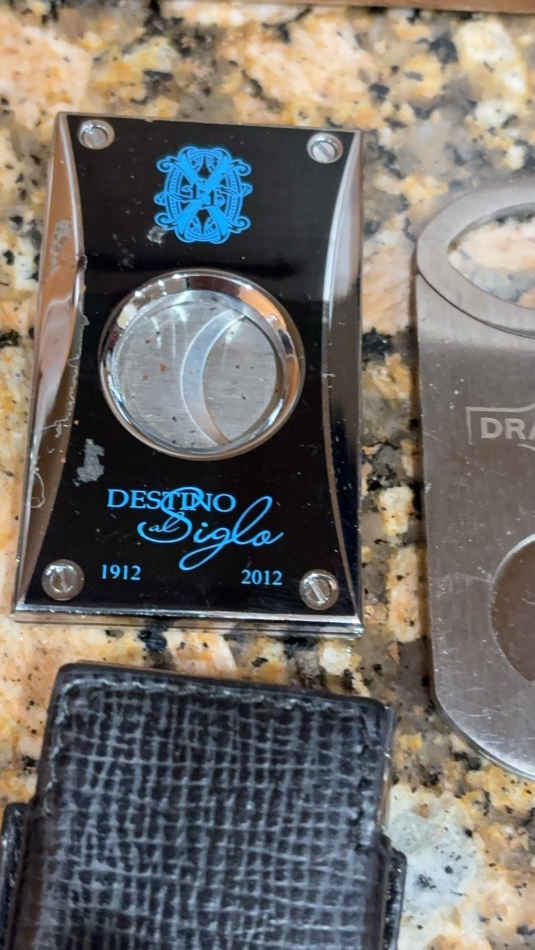 DESTINO
al Siglo
1912 2012
DRA